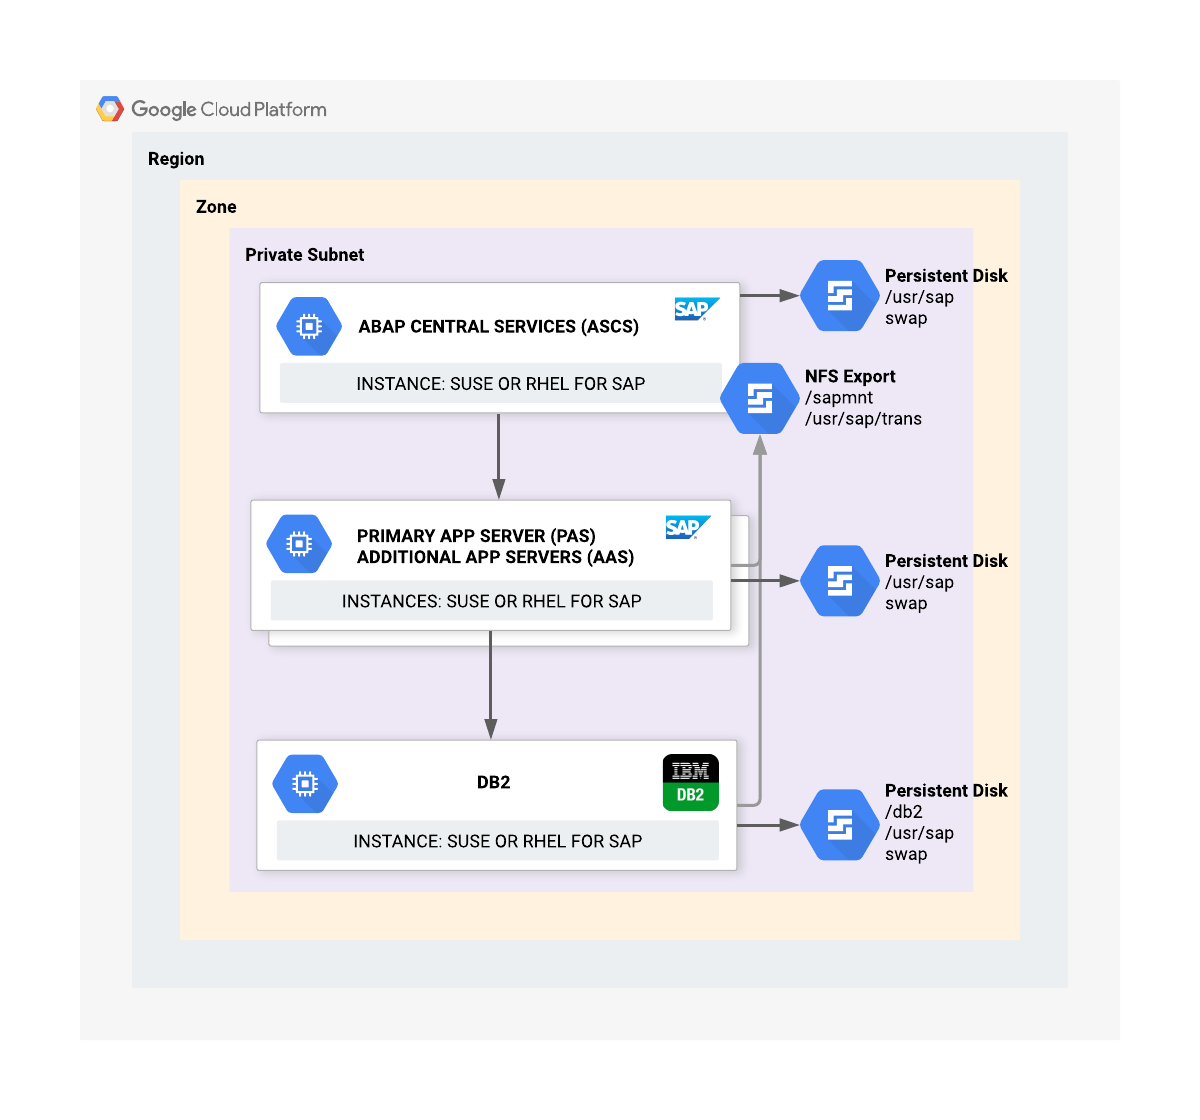 Google Cloud Platform
Region
Zone
Private Subnet
ABAP CENTRAL SERVICES (ASCS)
SAP
INSTANCE: SUSE OR RHEL FOR SAP
Persistent Disk
/usr/sap
swap
NFS Export
/sapmnt
/usr/sap/trans
PRIMARY APP SERVER (PAS)
ADDITIONAL APP SERVERS (AAS)
SAP
INSTANCES: SUSE OR RHEL FOR SAP
Persistent Disk
/usr/sap
swap
DB2
IBM
DB2
INSTANCE: SUSE OR RHEL FOR SAP
Persistent Disk
/db2
/usr/sap
swap